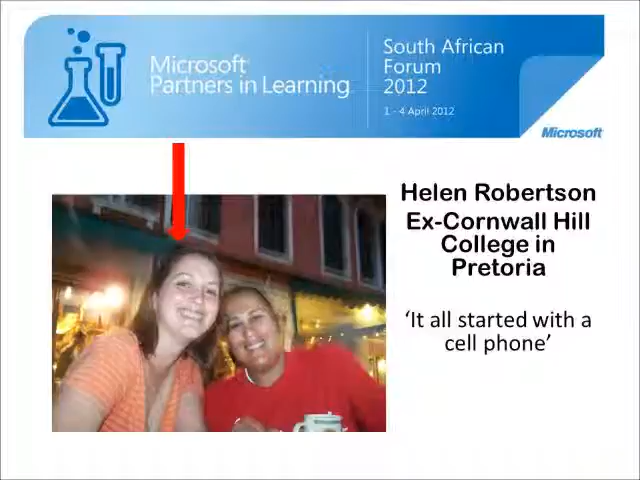 Microsoft
Partners in Learning
South African
Forum
2012
1 - 4 April 2012
Microsoft
Helen Robertson
Ex-Cornwall Hill
College in
Pretoria
‘It all started with a
cell phone’